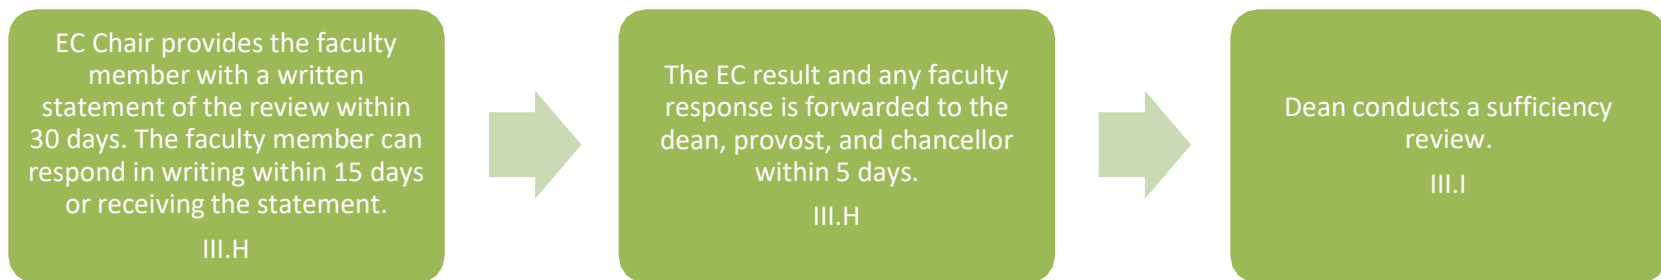 EC Chair provides the faculty
member with a written
statement of the review within
30 days. The faculty member can
respond in writing within 15 days
or receiving the statement.
III.H
The EC result and any faculty
response is forwarded to the
dean, provost, and chancellor
within 5 days.
III.H
Dean conducts a sufficiency
review.
III.I